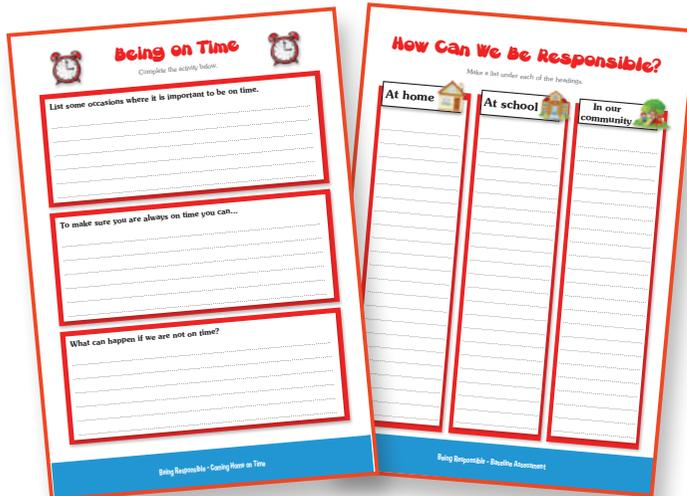 Being on Time
Complete the activity below.
List some occasions where it is important to be on time.
To make sure you are always on time you can...
What can happen if we are not on time?
Being Responsible - Coming Home on Time
How Can We Be Responsible?
Make a list under each of the headings.
At home
At school
In our
community
Being Responsible - Baseline Assessment